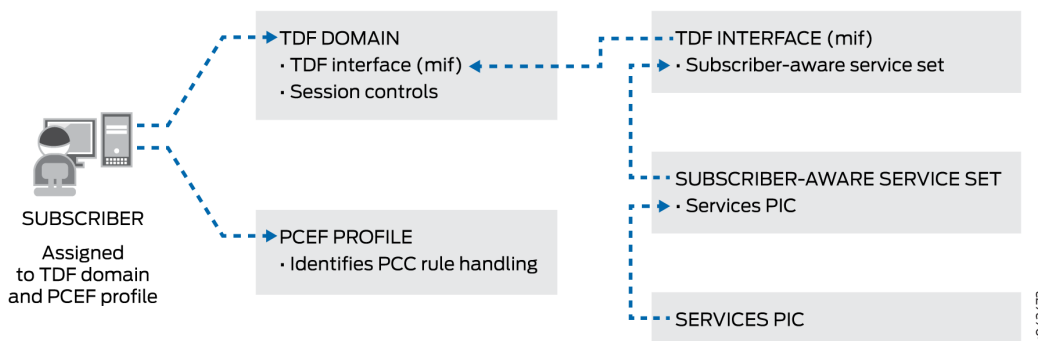 TDF DOMAIN
· TDF interface (mif)
· Session controls
TDF INTERFACE (mif)
· Subscriber-aware service set
SUBSCRIBER
Assigned
to TDF domain
and PCEF profile
PCEF PROFILE
· Identifies PCC rule handling
SUBSCRIBER-AWARE SERVICE SET
· Services PIC
SERVICES PIC